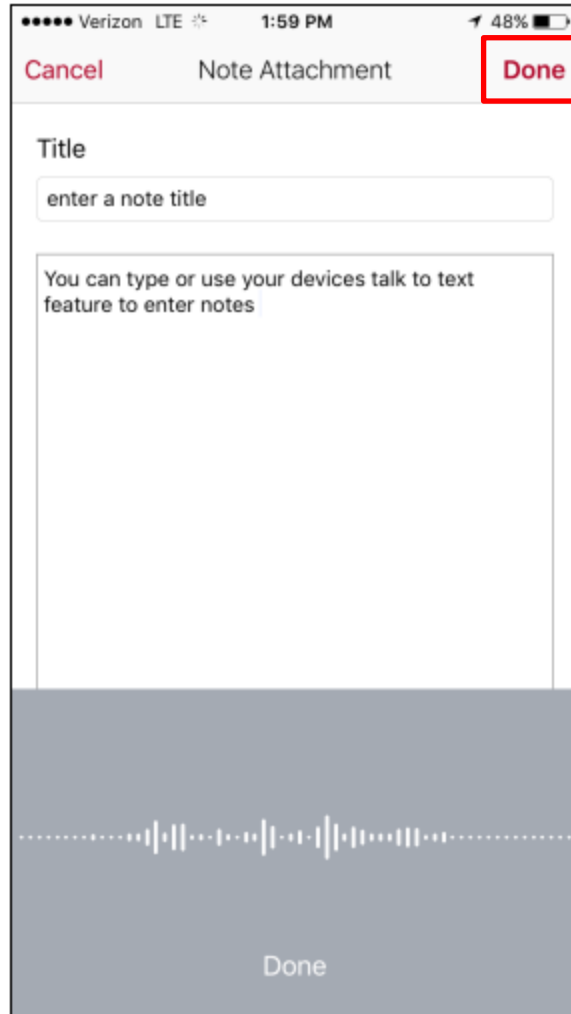 Verizon LTE 1:59 PM 48%
Cancel Note Attachment Done
Title
enter a note title
You can type or use your devices talk to text
feature to enter notes
Done